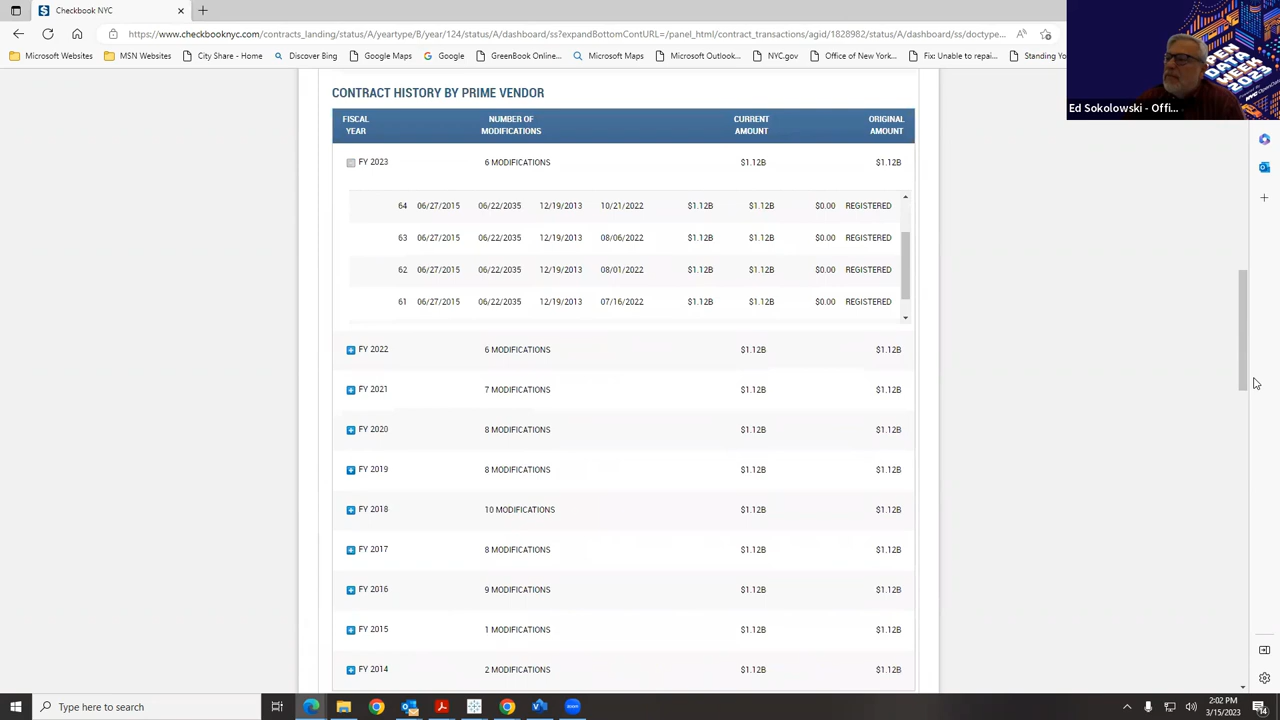 Checkbook NYC
https://www.checkbooknyc.com/contracts_landing/status/A/yeartype/B/year/124/status/A/dashboard/ss?expandBottomContURL=/panel_html/contract_transactions/agid/1828982/status/A/dashboard/ss/doctype...
Microsoft Websites MSN Websites City Share - Home Discover Bing Google Maps Google GreenBook Online... Microsoft Maps Microsoft Outlook... NYC.gov Office of New York... Fix: Unable to repai... Standing Yo
OPEN DATA WEEK 2023
Ed Sokolowski - Offi...
CONTRACT HISTORY BY PRIME VENDOR
FISCAL YEAR NUMBER OF MODIFICATIONS CURRENT AMOUNT ORIGINAL AMOUNT
FY 2023 6 MODIFICATIONS $1.12B $1.12B
64 06/27/2015 06/22/2035 12/19/2013 10/21/2022 $1.12B $1.12B $0.00 REGISTERED
63 06/27/2015 06/22/2035 12/19/2013 08/06/2022 $1.12B $1.12B $0.00 REGISTERED
62 06/27/2015 06/22/2035 12/19/2013 08/01/2022 $1.12B $1.12B $0.00 REGISTERED
61 06/27/2015 06/22/2035 12/19/2013 07/16/2022 $1.12B $1.12B $0.00 REGISTERED
FY 2022 6 MODIFICATIONS $1.12B $1.12B
FY 2021 7 MODIFICATIONS $1.12B $1.12B
FY 2020 8 MODIFICATIONS $1.12B $1.12B
FY 2019 8 MODIFICATIONS $1.12B $1.12B
FY 2018 10 MODIFICATIONS $1.12B $1.12B
FY 2017 8 MODIFICATIONS $1.12B $1.12B
FY 2016 9 MODIFICATIONS $1.12B $1.12B
FY 2015 1 MODIFICATIONS $1.12B $1.12B
FY 2014 2 MODIFICATIONS $1.12B $1.12B
Type here to search
2:02 PM
3/15/2023
14